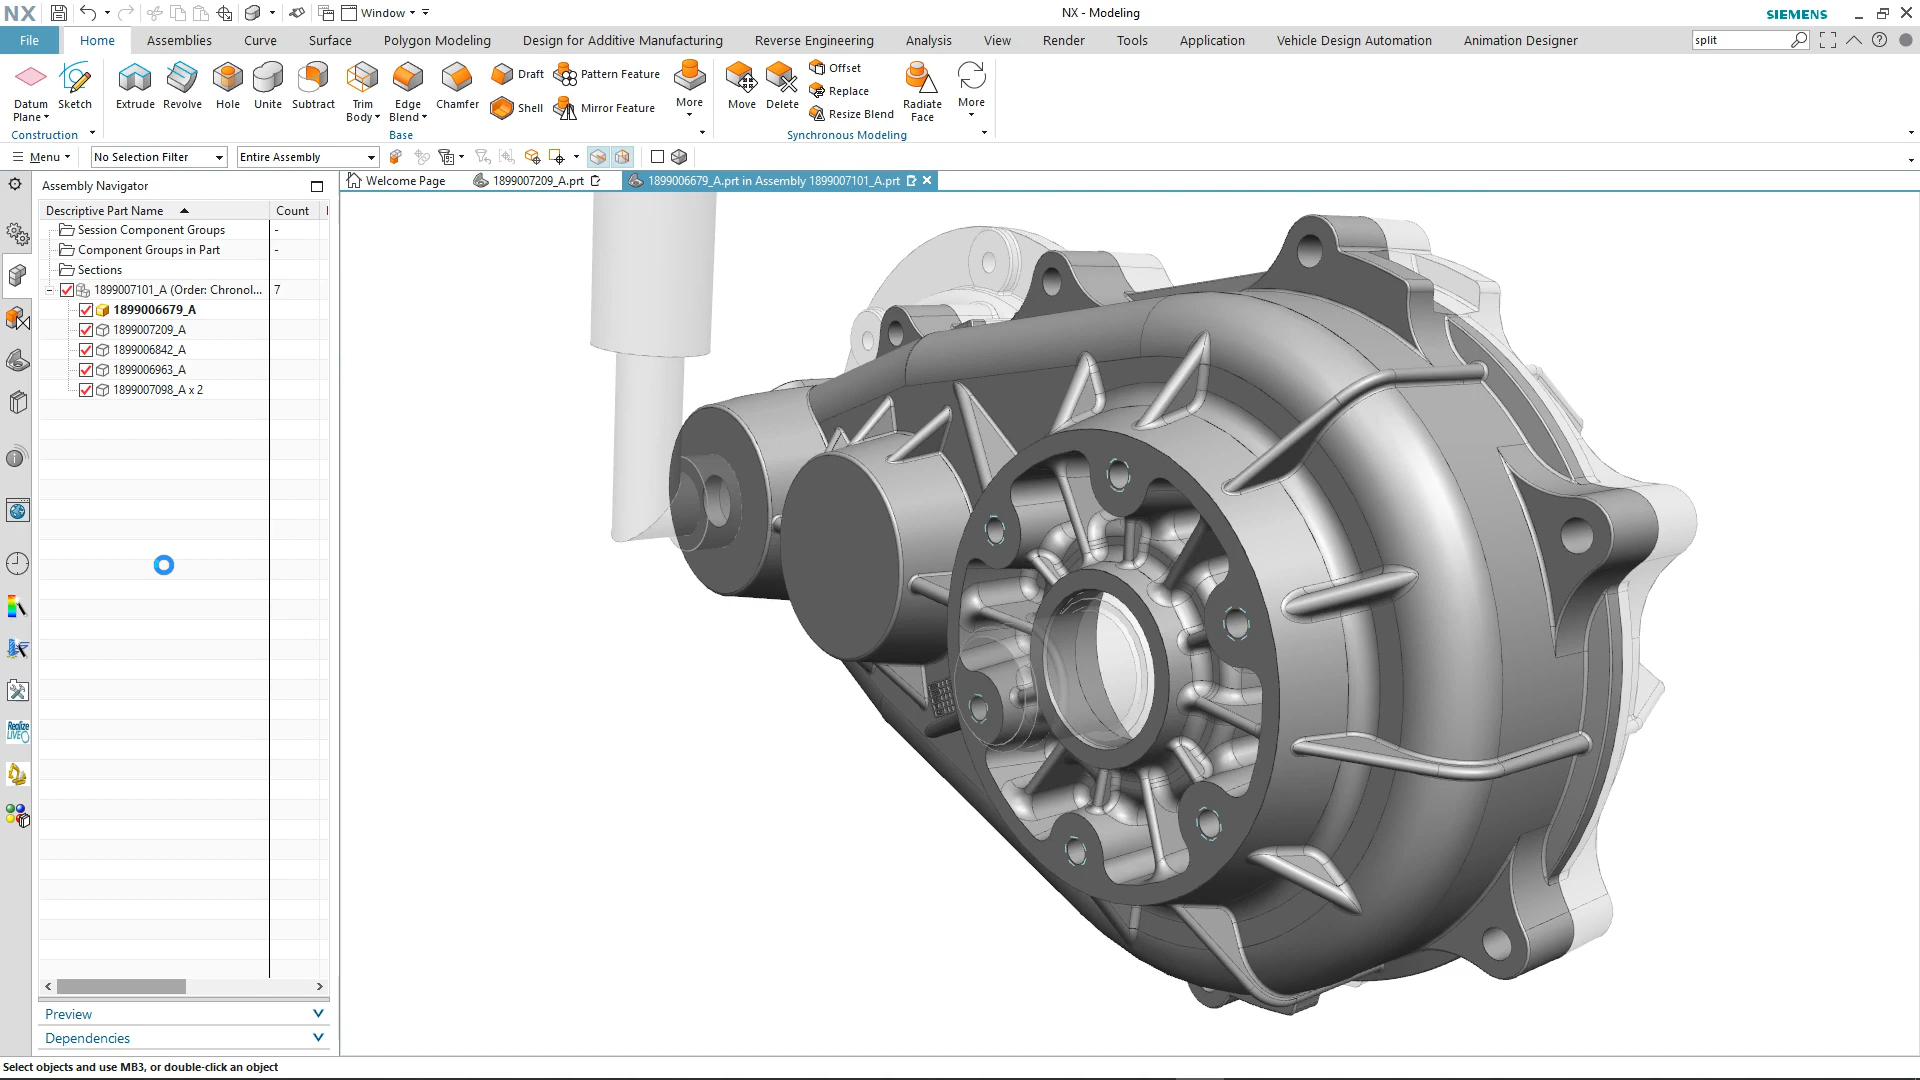 NX
Window
NX - Modeling
SIEMENS
File
Home
Assemblies
Curve
Surface
Polygon Modeling
Design for Additive Manufacturing
Reverse Engineering
Analysis
View
Render
Tools
Application
Vehicle Design Automation
Animation Designer
split
Datum Plane
Sketch
Extrude
Revolve
Hole
Unite
Subtract
Trim Body
Edge Blend
Chamfer
Draft
Shell
Pattern Feature
Mirror Feature
More
Move
Delete
Offset
Replace
Resize Blend
Radiate Face
More
Construction
Base
Synchronous Modeling
Menu
No Selection Filter
Entire Assembly
Assembly Navigator
Welcome Page
1899007209_A.prt
1899006679_A.prt in Assembly 1899007101_A.prt
Descriptive Part Name
Count
Session Component Groups
-
Component Groups in Part
-
Sections
1899007101_A (Order: Chronol...
7
1899006679_A
1899007209_A
1899006842_A
1899006963_A
1899007098_A x 2
Realize
LIVE
Preview
Dependencies
Select objects and use MB3, or double-click an object